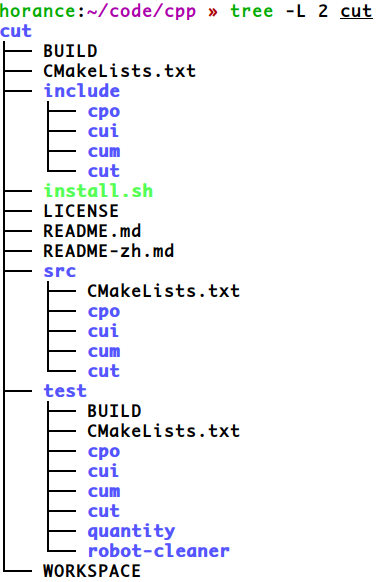 horance:~/code/cpp » tree -L 2 cut
cut
├── BUILD
├── CMakeLists.txt
├── include
│   ├── cpo
│   ├── cui
│   ├── cum
│   └── cut
├── install.sh
├── LICENSE
├── README.md
├── README-zh.md
├── src
│   ├── CMakeLists.txt
│   ├── cpo
│   ├── cui
│   ├── cum
│   └── cut
├── test
│   ├── BUILD
│   ├── CMakeLists.txt
│   ├── cpo
│   ├── cui
│   ├── cum
│   ├── cut
│   ├── quantity
│   └── robot-cleaner
└── WORKSPACE